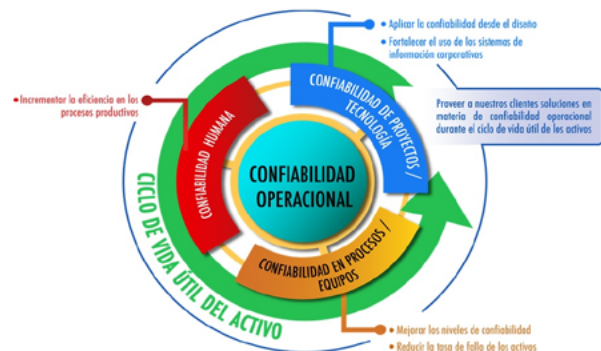 • Aplicar la confiabilidad desde el diseño
• Fortalecer el uso de los sistemas de
información corporativos
• Incrementar la eficiencia en los
procesos productivos
CONFIABILIDAD DE PROYECTOS /
TECNOLOGÍA
Proveer a nuestros clientes soluciones en
materia de confiabilidad operacional
durante el ciclo de vida útil de los activos
CONFIABILIDAD HUMANA
CONFIABILIDAD
OPERACIONAL
CONFIABILIDAD EN PROCESOS /
EQUIPOS
CICLO DE VIDA ÚTIL DEL ACTIVO
• Mejorar los niveles de confiabilidad
• Reducir la tasa de falla de los activos